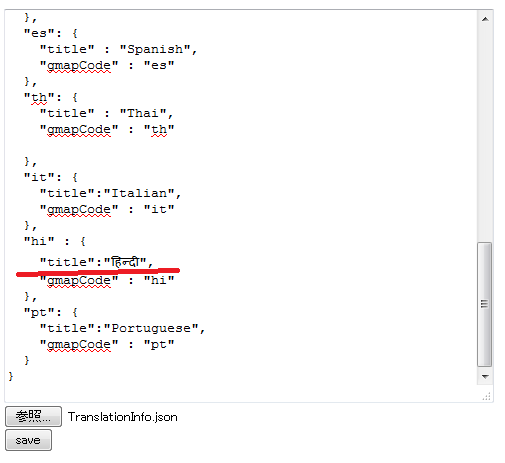 },
"es": {
"title" : "Spanish",
"gmapCode" : "es"
},
"th": {
"title" : "Thai",
"gmapCode" : "th"
},
"it": {
"title":"Italian",
"gmapCode" : "it"
},
"hi" : {
"title":"हिन्दी",
"gmapCode" : "hi"
},
"pt": {
"title":"Portuguese",
"gmapCode" : "pt"
}
}
参照... TranslationInfo.json
save